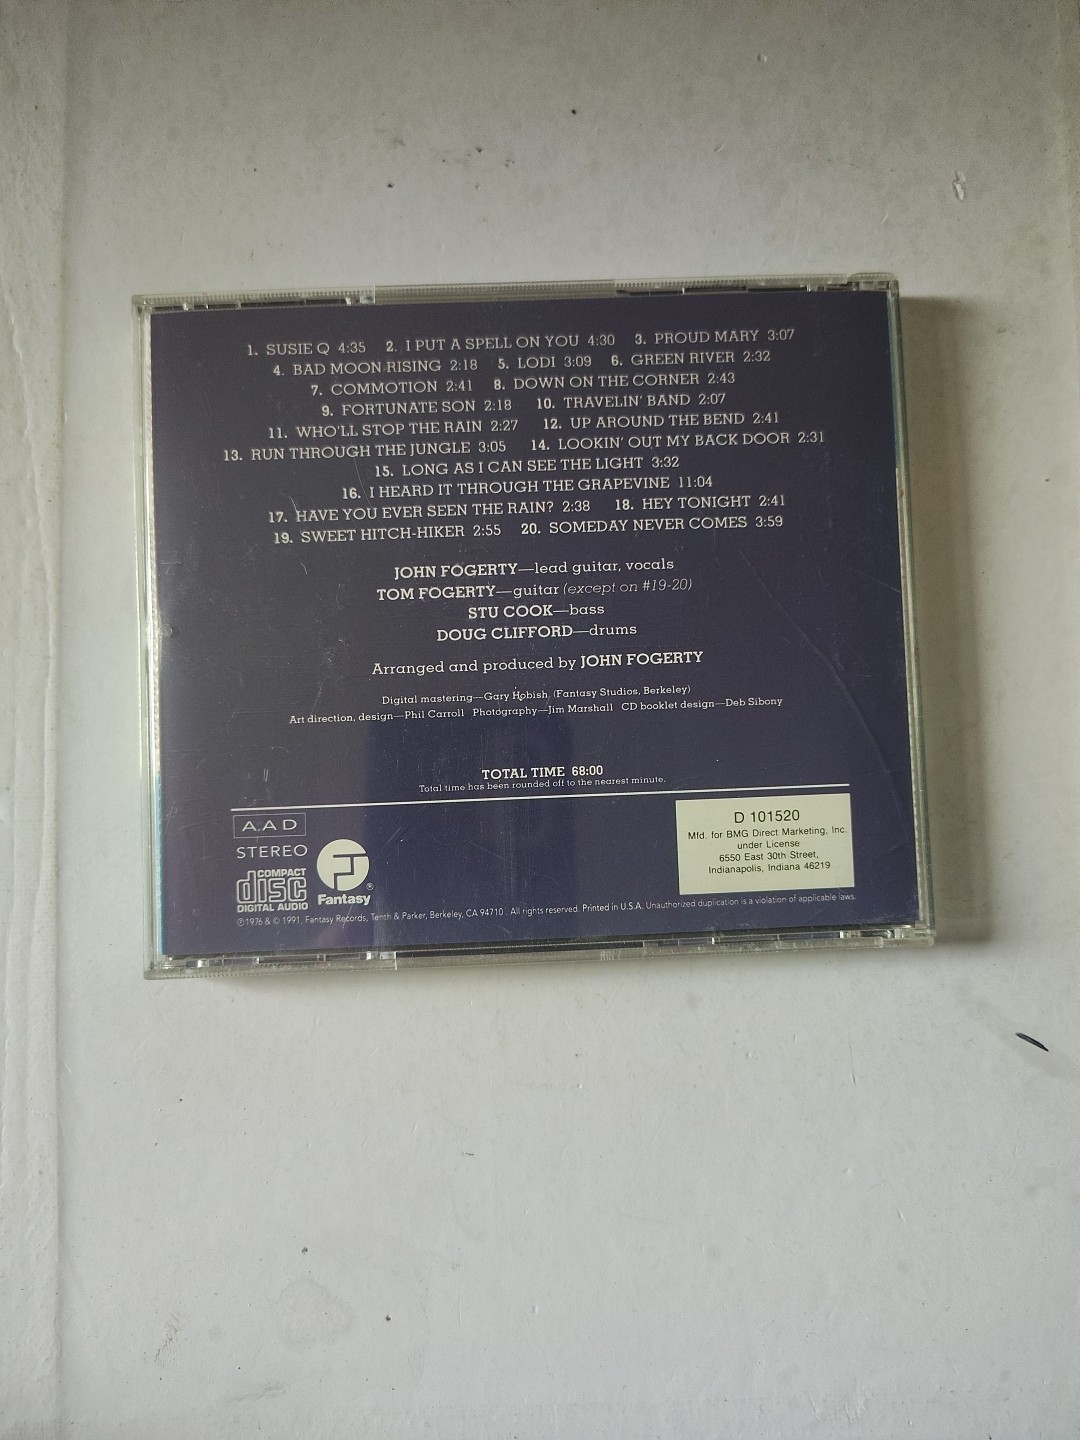 1. SUSIE Q 4:35 2. I PUT A SPELL ON YOU 4:30 3. PROUD MARY 3:07
4. BAD MOON RISING 2:18 5. LODI 3:09 6. GREEN RIVER 2:32
7. COMMOTION 2:41 8. DOWN ON THE CORNER 2:43
9. FORTUNATE SON 2:18 10. TRAVELIN' BAND 2:07
11. WHO'LL STOP THE RAIN 2:27 12. UP AROUND THE BEND 2:41
13. RUN THROUGH THE JUNGLE 3:05 14. LOOKIN' OUT MY BACK DOOR 2:31
15. LONG AS I CAN SEE THE LIGHT 3:32
16. I HEARD IT THROUGH THE GRAPEVINE 11:04
17. HAVE YOU EVER SEEN THE RAIN? 2:38 18. HEY TONIGHT 2:41
19. SWEET HITCH-HIKER 2:55 20. SOMEDAY NEVER COMES 3:59
JOHN FOGERTY—lead guitar, vocals
TOM FOGERTY—guitar (except on #19-20)
STU COOK—bass
DOUG CLIFFORD—drums
Arranged and produced by JOHN FOGERTY
Digital mastering—Gary Hobish, (Fantasy Studios, Berkeley)
Art direction, design—Phil Carroll Photography—Jim Marshall CD booklet design—Deb Sibony
TOTAL TIME 68:00
Total time has been rounded off to the nearest minute.
AAD
STEREO
COMPACT
disc
DIGITAL AUDIO
Fantasy®
D 101520
Mfd. for BMG Direct Marketing, Inc.
under License
6550 East 30th Street,
Indianapolis, Indiana 46219
℗1976 & © 1991, Fantasy Records, Tenth & Parker, Berkeley, CA 94710. All rights reserved. Printed in U.S.A. Unauthorized duplication is a violation of applicable laws.